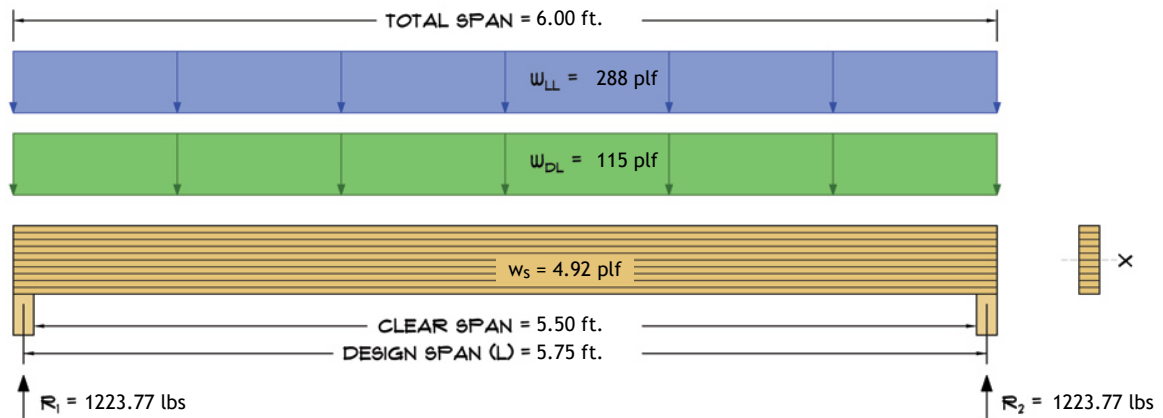 TOTAL SPAN = 6.00 ft.
wLL = 288 plf
wDL = 115 plf
ws = 4.92 plf
X
CLEAR SPAN = 5.50 ft.
DESIGN SPAN (L) = 5.75 ft.
R1 = 1223.77 lbs
R2 = 1223.77 lbs